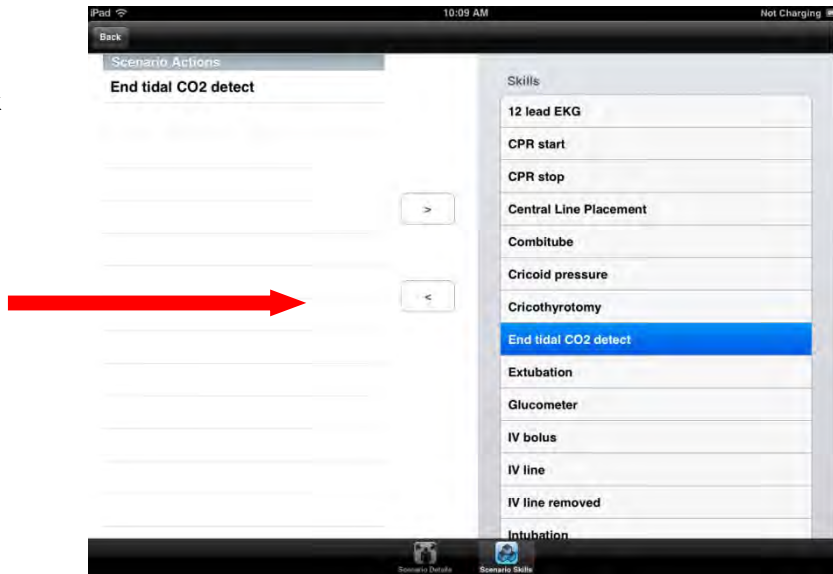 iPad 10:09 AM Not Charging
Back
Scenario Actions
End tidal CO2 detect
>
<
Skills
12 lead EKG
CPR start
CPR stop
Central Line Placement
Combitube
Cricoid pressure
Cricothyrotomy
End tidal CO2 detect
Extubation
Glucometer
IV bolus
IV line
IV line removed
Intubation
Scenario Details Scenario Skills